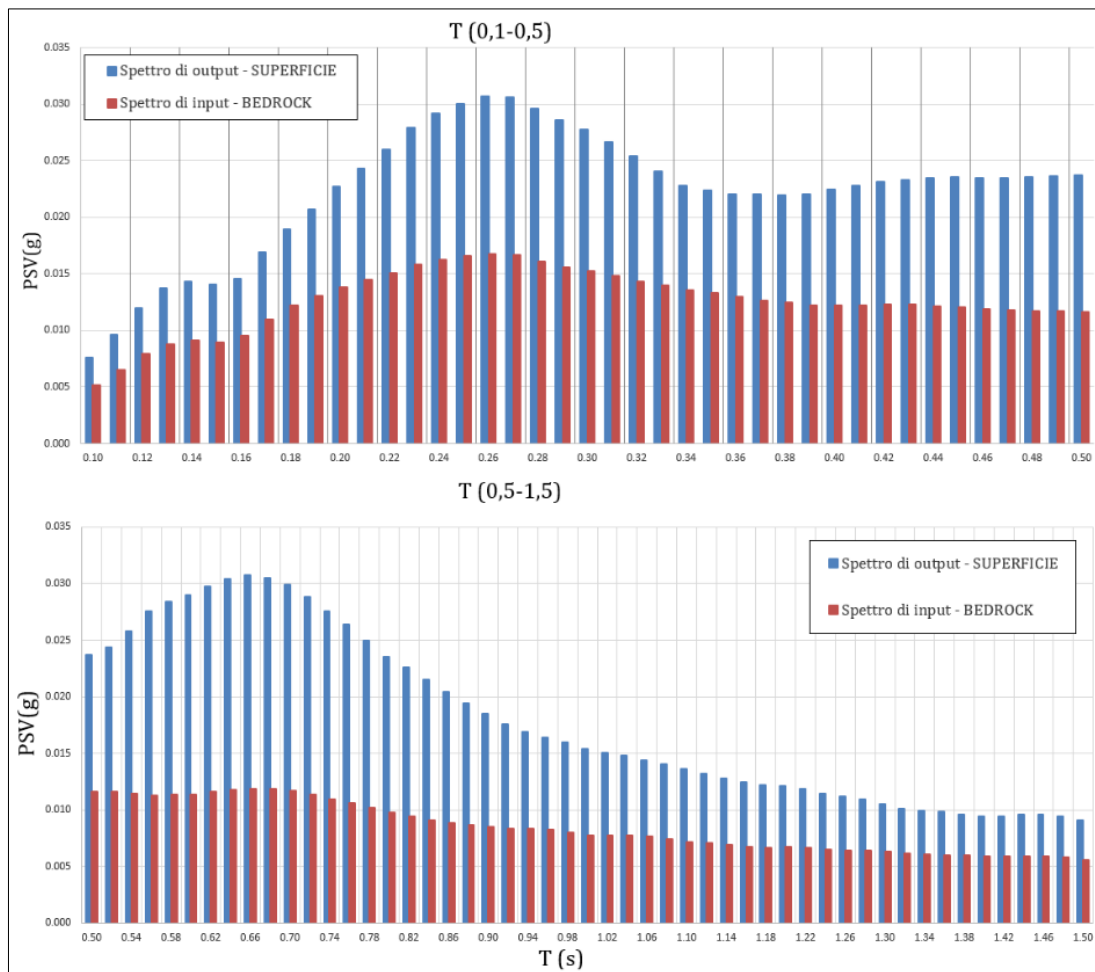 T (0,1-0,5)
Spettro di output - SUPERFICIE
Spettro di input - BEDROCK
PSV(g)
0.035
0.030
0.025
0.020
0.015
0.010
0.005
0.000
0.10 0.12 0.14 0.16 0.18 0.20 0.22 0.24 0.26 0.28 0.30 0.32 0.34 0.36 0.38 0.40 0.42 0.44 0.46 0.48 0.50
T (0,5-1,5)
Spettro di output - SUPERFICIE
Spettro di input - BEDROCK
PSV(g)
0.035
0.030
0.025
0.020
0.015
0.010
0.005
0.000
0.50 0.54 0.58 0.62 0.66 0.70 0.74 0.78 0.82 0.86 0.90 0.94 0.98 1.02 1.06 1.10 1.14 1.18 1.22 1.26 1.30 1.34 1.38 1.42 1.46 1.50
T (s)